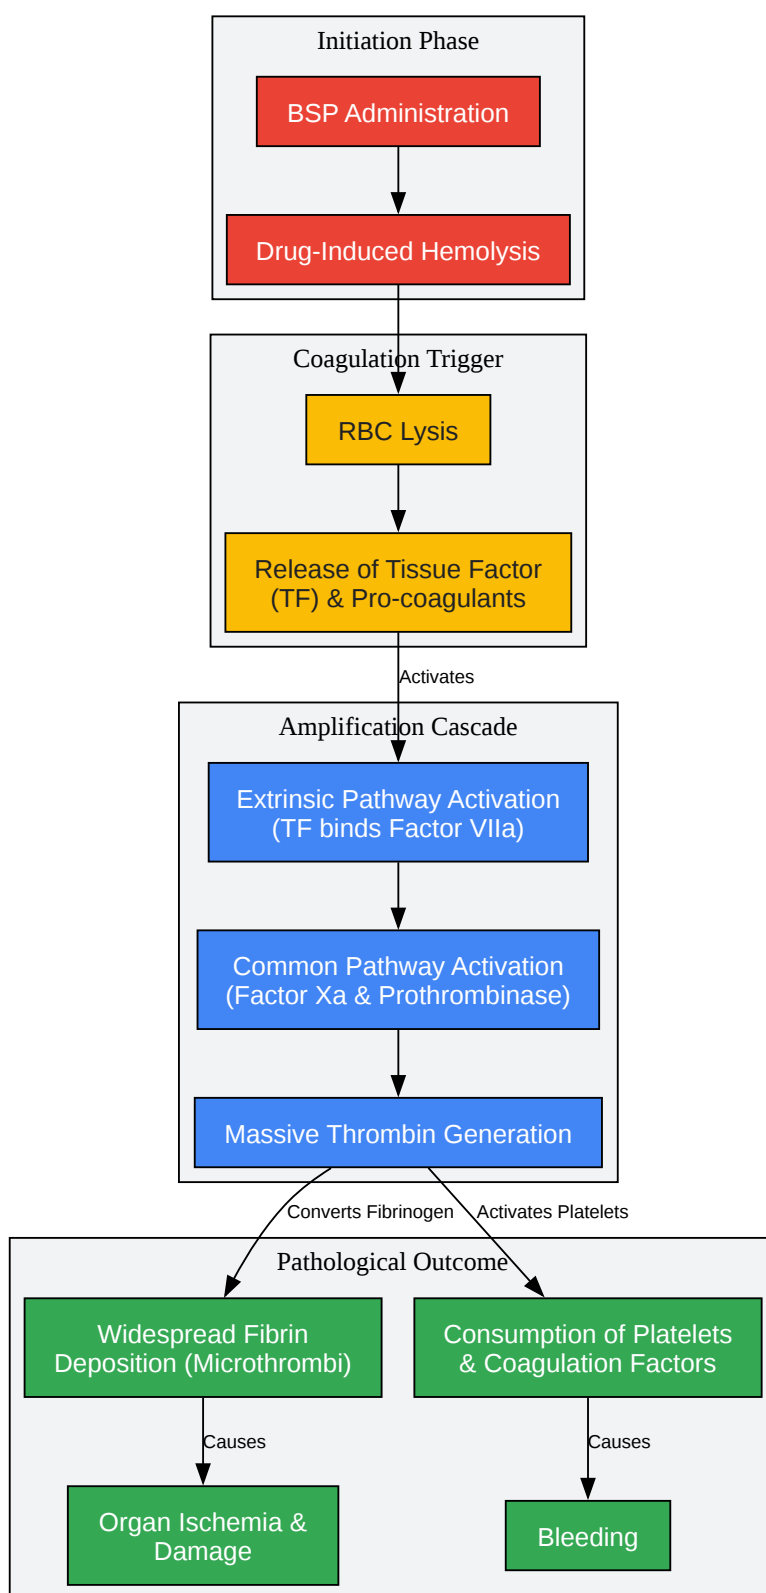 Initiation Phase
BSP Administration
Drug-Induced Hemolysis
Coagulation Trigger
RBC Lysis
Release of Tissue Factor
(TF) & Pro-coagulants
Activates
Amplification Cascade
Extrinsic Pathway Activation
(TF binds Factor VIIa)
Common Pathway Activation
(Factor Xa & Prothrombinase)
Massive Thrombin Generation
Converts Fibrinogen
Activates Platelets
Pathological Outcome
Widespread Fibrin
Deposition (Microthrombi)
Consumption of Platelets
& Coagulation Factors
Causes
Causes
Organ Ischemia &
Damage
Bleeding